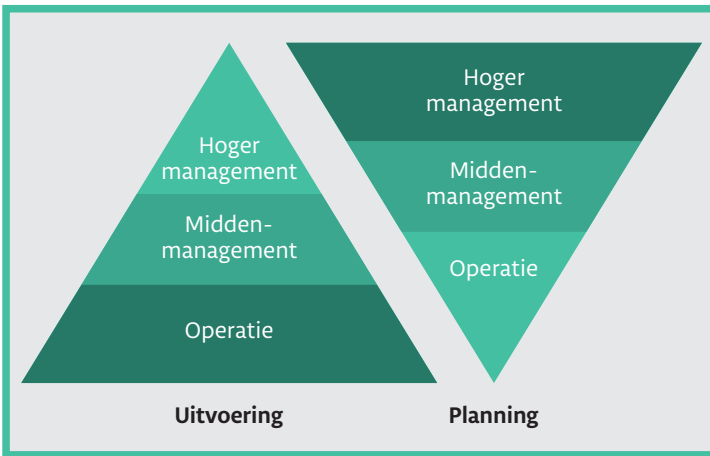 Hoger
management
Midden-
management
Operatie
Uitvoering
Hoger
management
Midden-
management
Operatie
Planning